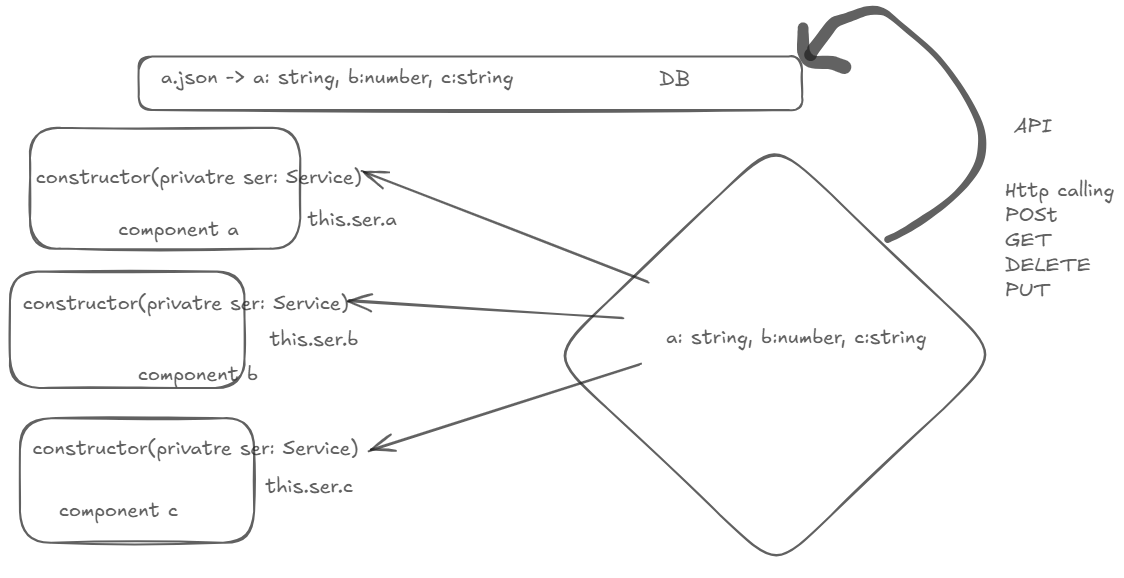 a.json -> a: string, b:number, c:string DB
API
constructor(privatre ser: Service)
this.ser.a
component a
Http calling
POSt
GET
DELETE
PUT
constructor(privatre ser: Service)
this.ser.b
component b
a: string, b:number, c:string
constructor(privatre ser: Service)
this.ser.c
component c